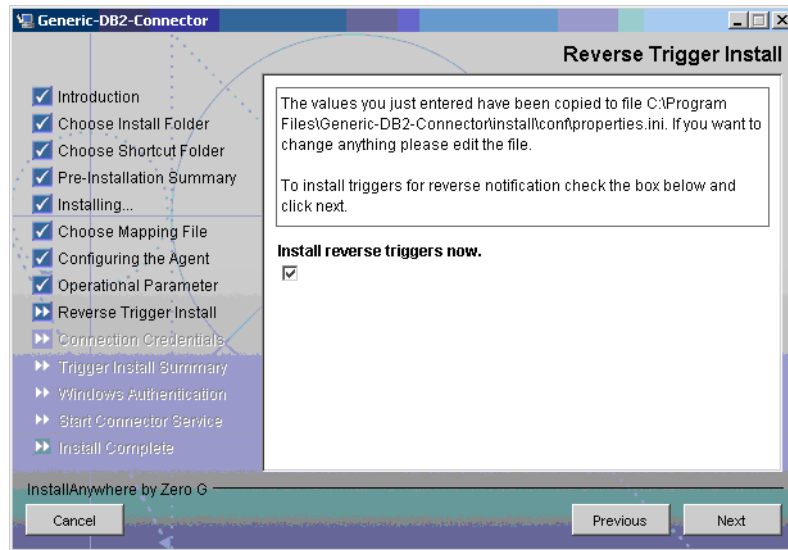 Generic-DB2-Connector
Reverse Trigger Install
Introduction
Choose Install Folder
Choose Shortcut Folder
Pre-Installation Summary
Installing...
Choose Mapping File
Configuring the Agent
Operational Parameter
Reverse Trigger Install
Connection Credentials
Trigger Install Summary
Windows Authentication
Start Connector Service
Install Complete
The values you just entered have been copied to file C:\Program
Files\Generic-DB2-Connector\install\conf\properties.ini. If you want to
change anything please edit the file.
To install triggers for reverse notification check the box below and
click next.
Install reverse triggers now.
InstallAnywhere by Zero G
Cancel
Previous
Next